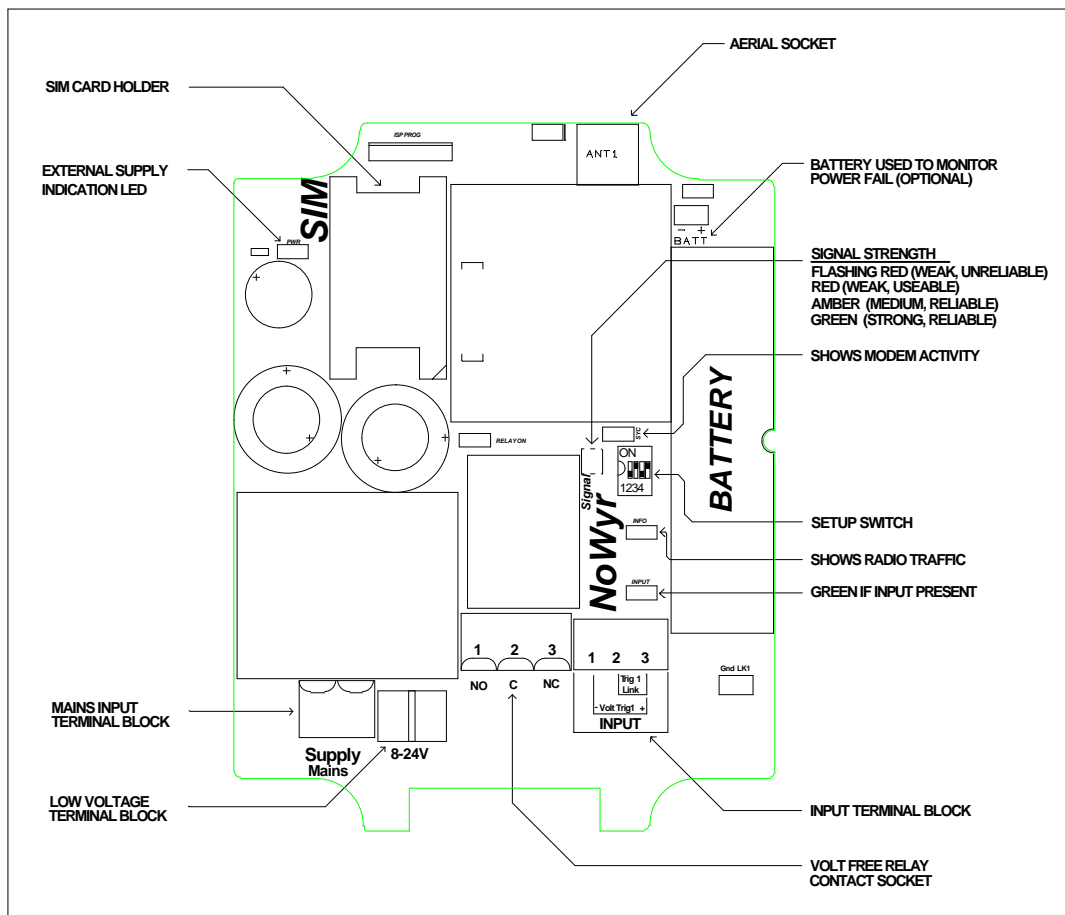 AERIAL SOCKET
SIM CARD HOLDER
ISP PROG
ANT1
EXTERNAL SUPPLY
INDICATION LED
BATTERY USED TO MONITOR
POWER FAIL (OPTIONAL)
SIM
PWR
- +
BATT
SIGNAL STRENGTH
FLASHING RED (WEAK, UNRELIABLE)
RED (WEAK, USEABLE)
AMBER (MEDIUM, RELIABLE)
GREEN (STRONG, RELIABLE)
SHOWS MODEM ACTIVITY
BATTERY
RELAYON
SYC
ON
1234
Signal
SETUP SWITCH
NoWyr
INFO
SHOWS RADIO TRAFFIC
INPUT
GREEN IF INPUT PRESENT
1 2 3
NO C NC
1 2 3
Trig 1
Link
- Volt Trig1 +
INPUT
Gnd LK1
MAINS INPUT
TERMINAL BLOCK
Supply
Mains
8-24V
LOW VOLTAGE
TERMINAL BLOCK
INPUT TERMINAL BLOCK
VOLT FREE RELAY
CONTACT SOCKET